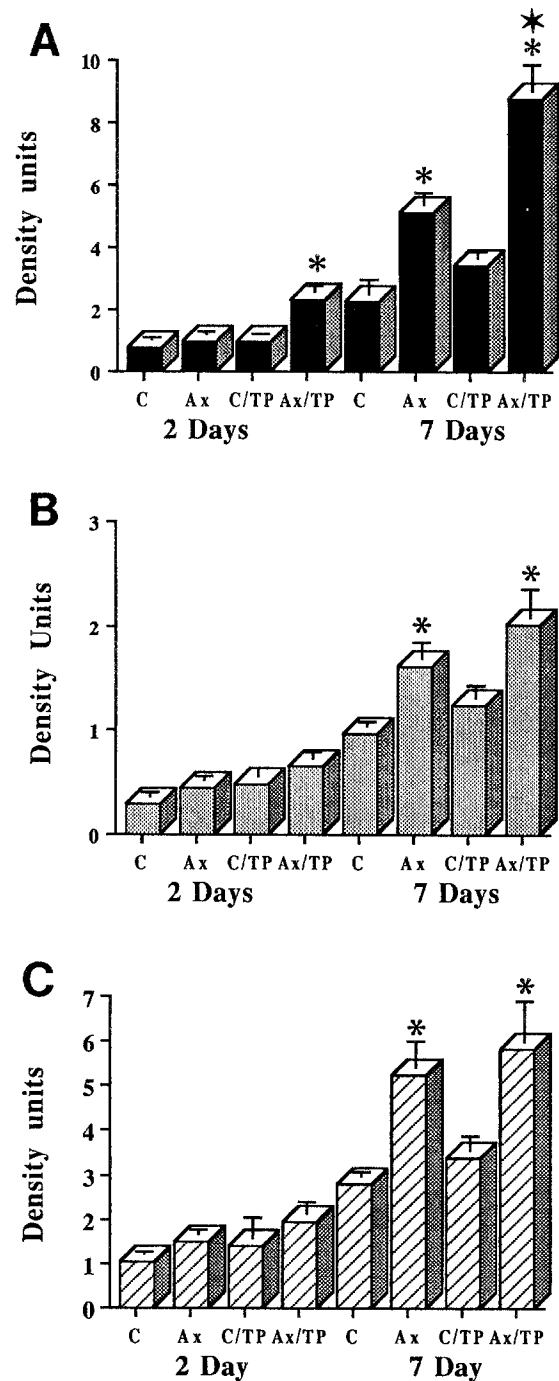 A
Density units
10
8
6
4
2
0
* * ✶ *
C Ax C/TP Ax/TP C Ax C/TP Ax/TP
2 Days 7 Days
B
Density Units
3
2
1
0
* *
C Ax C/TP Ax/TP C Ax C/TP Ax/TP
2 Days 7 Days
C
Density units
7
6
5
4
3
2
1
0
* *
C Ax C/TP Ax/TP C Ax C/TP Ax/TP
2 Day 7 Day